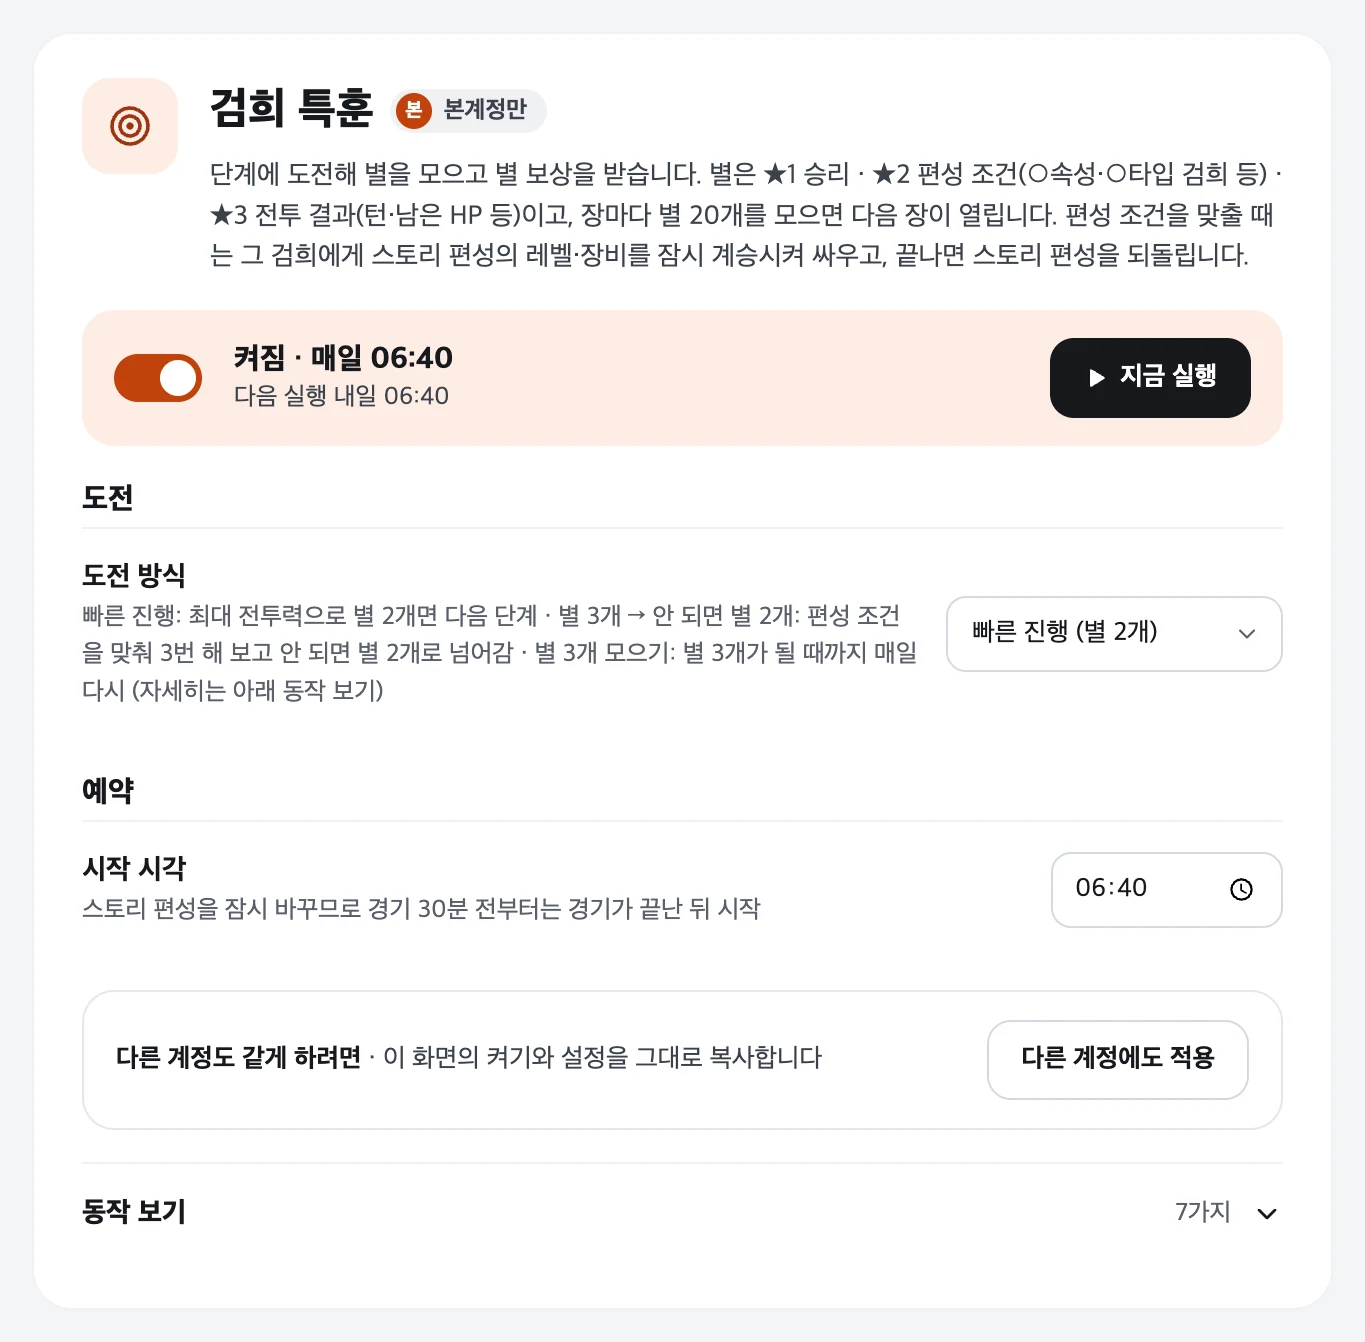 검희 특훈
본 본계정만
단계에 도전해 별을 모으고 별 보상을 받습니다. 별은 ★1 승리 · ★2 편성 조건(○속성·○타입 검희 등) ·
★3 전투 결과(턴·남은 HP 등)이고, 장마다 별 20개를 모으면 다음 장이 열립니다. 편성 조건을 맞출 때
는 그 검희에게 스토리 편성의 레벨·장비를 잠시 계승시켜 싸우고, 끝나면 스토리 편성을 되돌립니다.
켜짐 · 매일 06:40
다음 실행 내일 06:40
▶ 지금 실행
도전
도전 방식
빠른 진행: 최대 전투력으로 별 2개면 다음 단계 · 별 3개 → 안 되면 별 2개: 편성 조건
을 맞춰 3번 해 보고 안 되면 별 2개로 넘어감 · 별 3개 모으기: 별 3개가 될 때까지 매일
다시 (자세히는 아래 동작 보기)
빠른 진행 (별 2개)
예약
시작 시각
스토리 편성을 잠시 바꾸므로 경기 30분 전부터는 경기가 끝난 뒤 시작
06:40
다른 계정도 같게 하려면 · 이 화면의 켜기와 설정을 그대로 복사합니다
다른 계정에도 적용
동작 보기
7가지